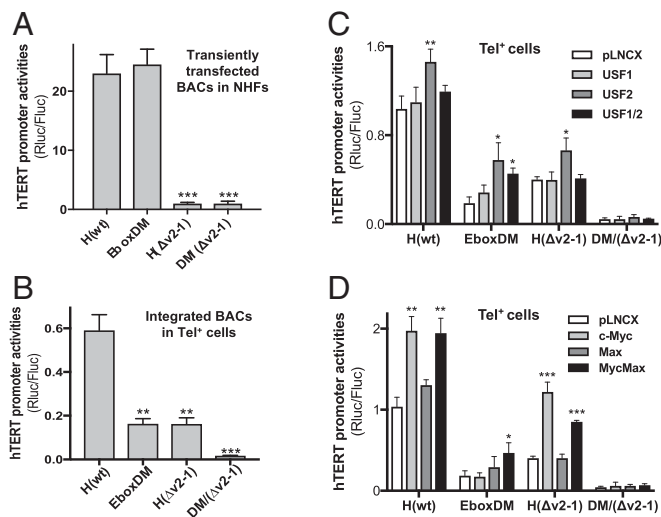 A
hTERT promoter activities
(Rluc/Fluc)
20
10
0
Transiently
transfected
BACs in NHFs
***
***
H(wt)
EboxDM
H(Δv2-1)
DM/(Δv2-1)
B
hTERT promoter activities
(Rluc/Fluc)
0.6
0.4
0.2
0.0
Integrated BACs
in Tel⁺ cells
**
**
***
H(wt)
EboxDM
H(Δv2-1)
DM/(Δv2-1)
C
hTERT promoter activities
(Rluc/Fluc)
1.6
0.8
0.0
Tel⁺ cells
pLNCX
USF1
USF2
USF1/2
**
*
*
*
H(wt)
EboxDM
H(Δv2-1)
DM/(Δv2-1)
D
hTERT promoter activities
(Rluc/Fluc)
2
1
0
Tel⁺ cells
pLNCX
c-Myc
Max
MycMax
**
**
*
***
***
H(wt)
EboxDM
H(Δv2-1)
DM/(Δv2-1)